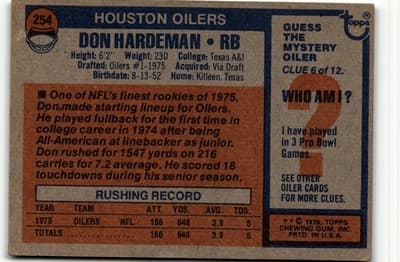 254
HOUSTON OILERS
DON HARDEMAN • RB
Height: 6'2" Weight: 230 College: Texas A&I
Drafted: Oilers #1-1975 Acquired: Via Draft
Birthdate: 8-13-52 Home: Killeen, Texas
■ One of NFL's finest rookies of 1975,
Don made starting lineup for Oilers.
He played fullback for the first time in
college career in 1974 after being
All-American at linebacker as junior.
Don rushed for 1547 yards on 216
carries for 7.2 average. He scored 18
touchdowns during his senior season.
RUSHING RECORD
YEAR TEAM ATT. YDS. AVG. TDS.
1975 OILERS NFL 166 648 3.9 5
TOTALS 166 648 3.9 5
Topps
GUESS
THE
MYSTERY
OILER
CLUE 6 of 12.
WHO AM I?
?
I have played
in 3 Pro Bowl
Games.
SEE OTHER
OILER CARDS
FOR MORE CLUES.
** © 1976, TOPPS
CHEWING GUM, INC.
PRTD. IN U.S.A.